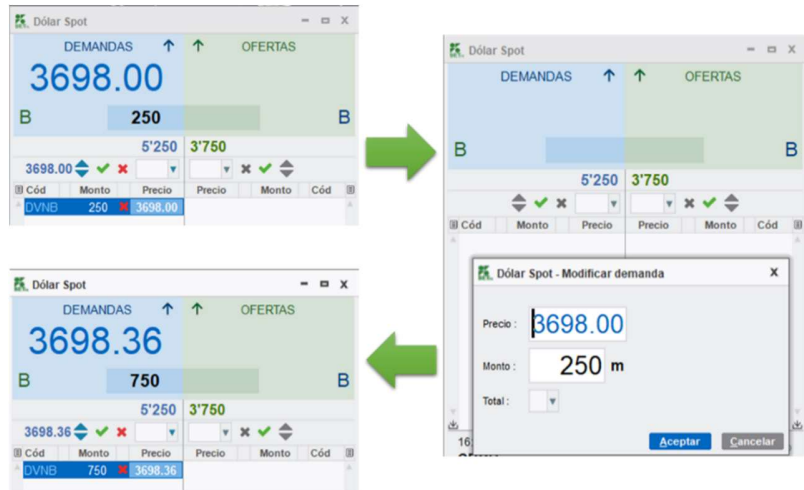 Dólar Spot
DEMANDAS OFERTAS
3698.00
B 250 B
5'250 3'750
3698.00
Cód Monto Precio Precio Monto Cód
DVNB 250 3698.00
Dólar Spot
DEMANDAS OFERTAS
B B
5'250 3'750
Cód Monto Precio Precio Monto Cód
Dólar Spot - Modificar demanda
Precio : 3698.00
Monto : 250 m
Total :
Aceptar Cancelar
Dólar Spot
DEMANDAS OFERTAS
3698.36
B 750 B
5'250 3'750
3698.36
Cód Monto Precio Precio Monto Cód
DVNB 750 3698.36